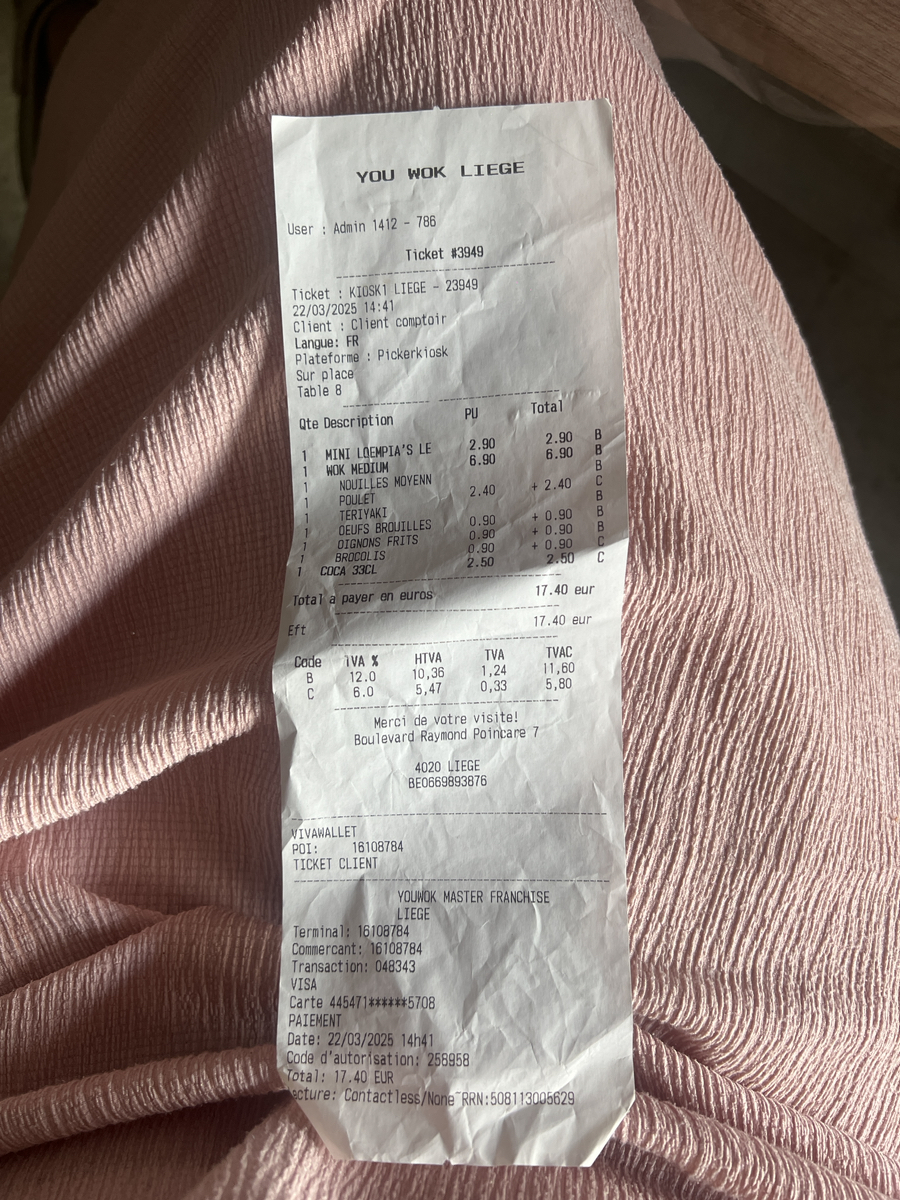 YOU WOK LIEGE
User : Admin 1412 - 786
Ticket #3949
Ticket : KIOSK1 LIEGE - 23949
22/03/2025 14:41
Client : Client comptoir
Langue: FR
Plateforme : Pickerkiosk
Sur place
Table 8
Qte Description PU Total
1 MINI LOEMPIA'S LE 2.90 2.90 B
1 WOK MEDIUM 6.90 6.90 B
1 NOUILLES MOYENN B
1 POULET 2.40 + 2.40 C
1 TERIYAKI B
1 OEUFS BROUILLES 0.90 + 0.90 B
1 OIGNONS FRITS 0.90 + 0.90 B
1 BROCOLIS 0.90 + 0.90 C
1 COCA 33CL 2.50 2.50 C
Total a payer en euros 17.40 eur
Eft 17.40 eur
Code TVA % HTVA TVA TVAC
B 12.0 10,36 1,24 11,60
C 6.0 5,47 0,33 5,80
Merci de votre visite!
Boulevard Raymond Poincare 7
4020 LIEGE
BE0669893876
VIVAWALLET
POI: 16108784
TICKET CLIENT
YOUWOK MASTER FRANCHISE
LIEGE
Terminal: 16108784
Commercant: 16108784
Transaction: 048343
VISA
Carte 445471******5708
PAIEMENT
Date: 22/03/2025 14h41
Code d'autorisation: 258958
Total: 17.40 EUR
ecture: Contactless/None RRN:508113005629